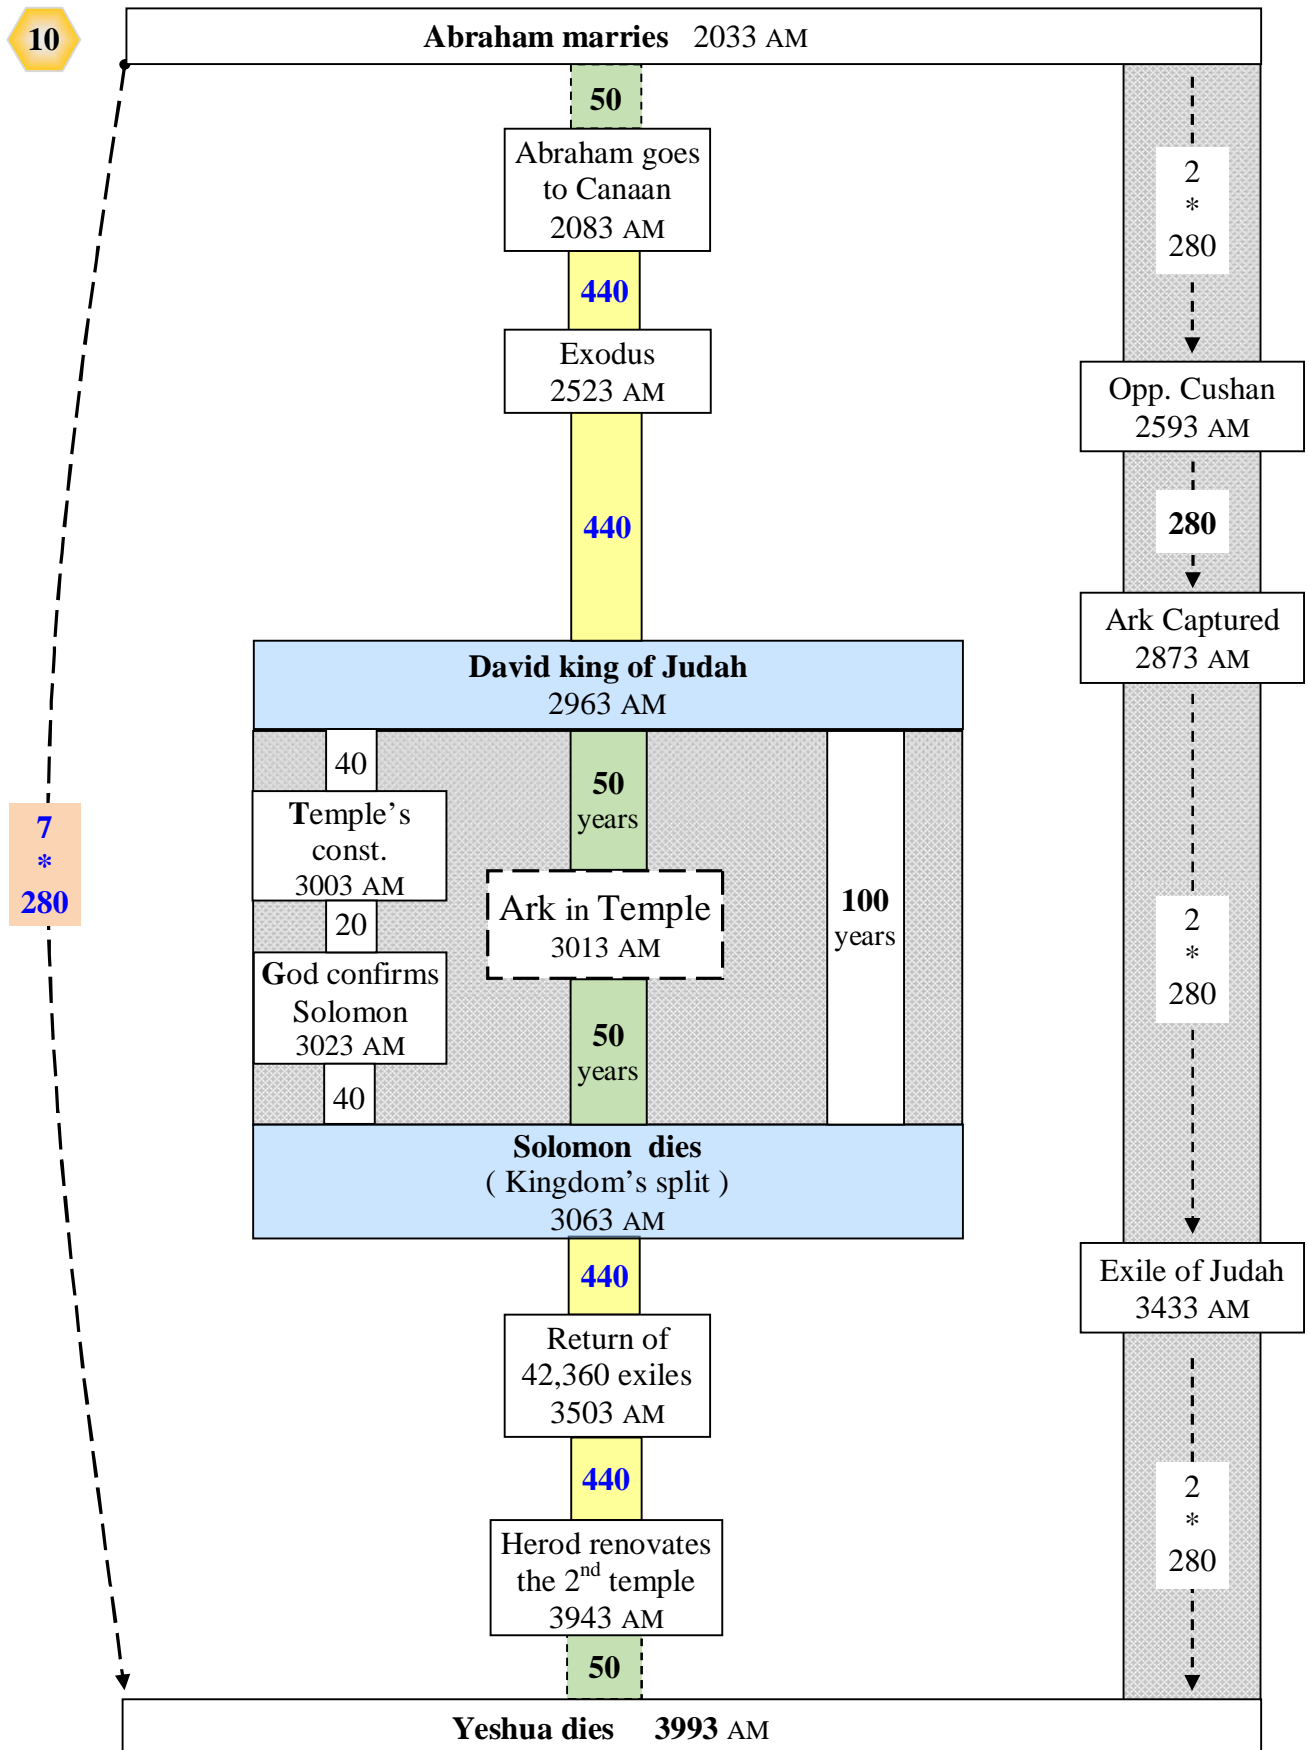 10
Abraham marries 2033 AM
50
Abraham goes
to Canaan
2083 AM
440
Exodus
2523 AM
440
David king of Judah
2963 AM
40
Temple’s
const.
3003 AM
20
God confirms
Solomon
3023 AM
40
50
years
Ark in Temple
3013 AM
50
years
100
years
Solomon dies
( Kingdom’s split )
3063 AM
440
Return of
42,360 exiles
3503 AM
440
Herod renovates
the 2nd temple
3943 AM
50
7
*
280
2
*
280
Opp. Cushan
2593 AM
280
Ark Captured
2873 AM
2
*
280
Exile of Judah
3433 AM
2
*
280
Yeshua dies 3993 AM